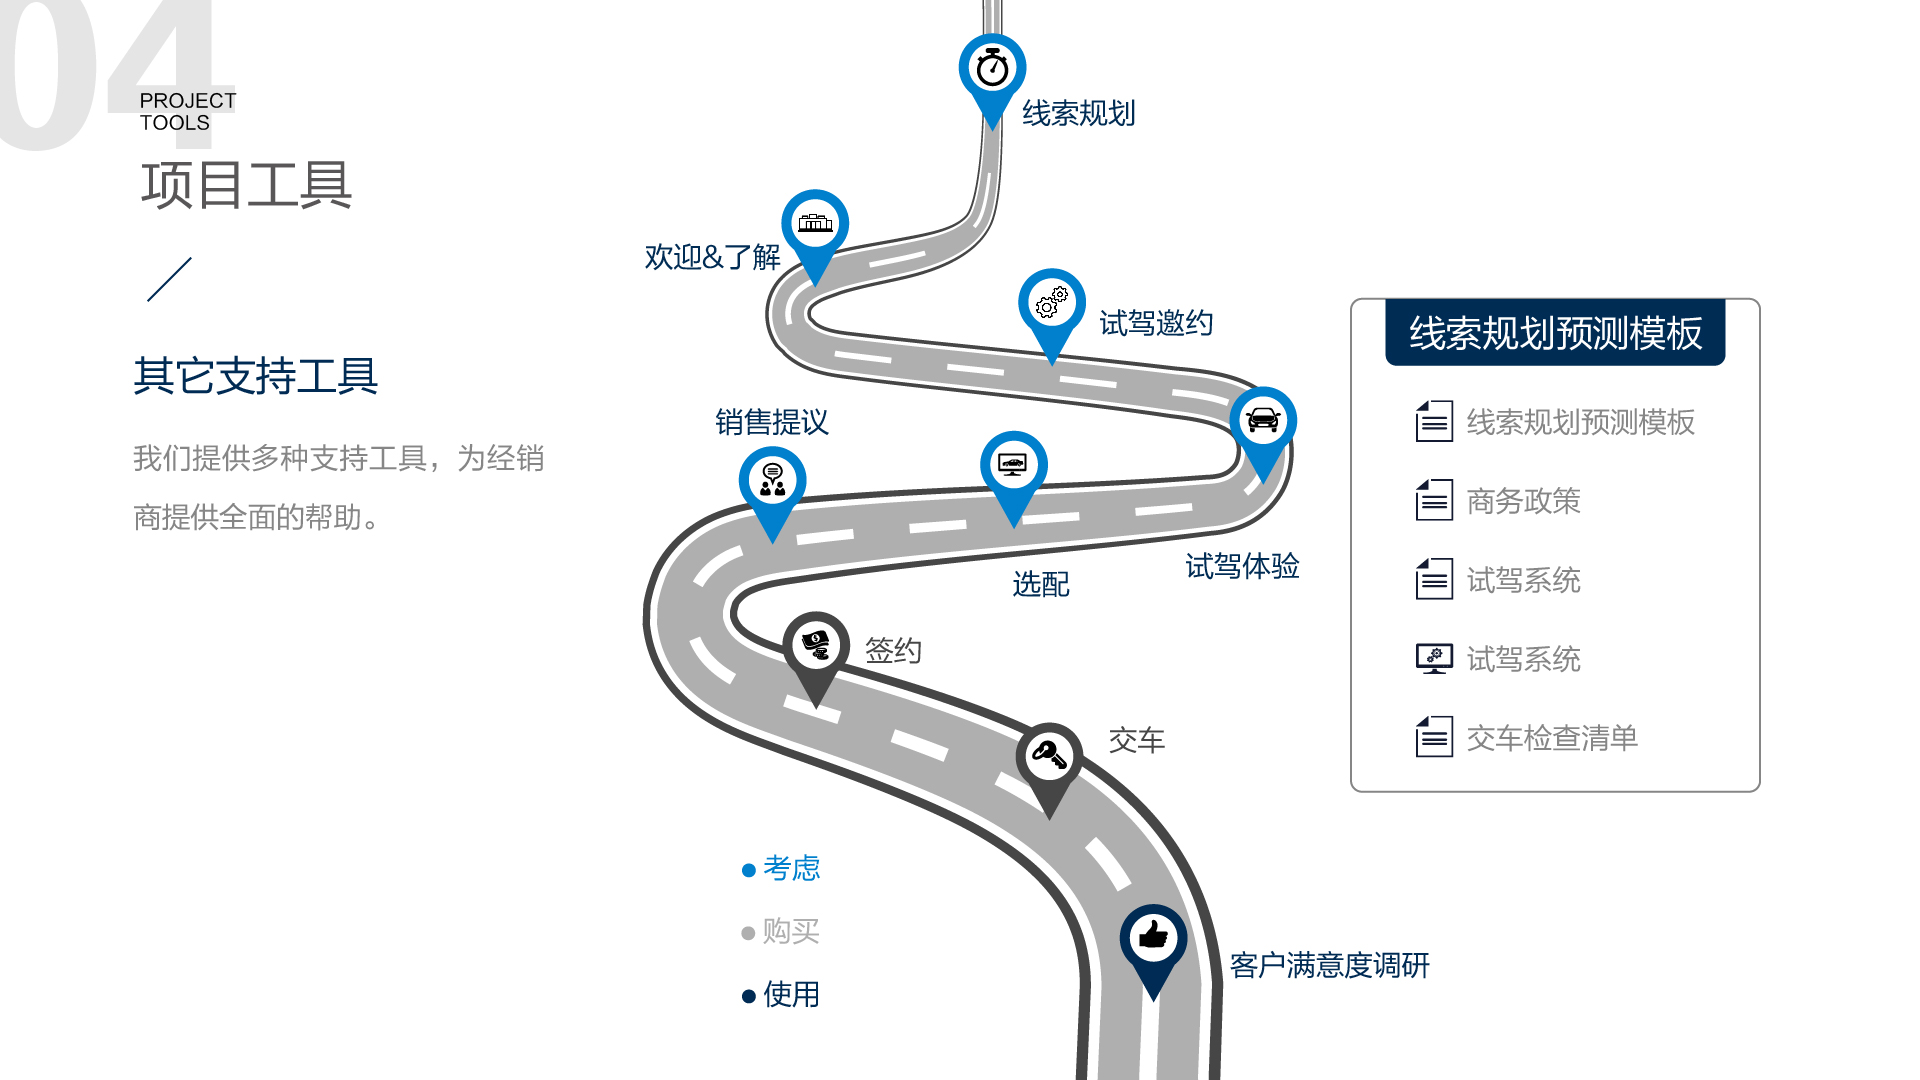 04
PROJECT
TOOLS
项目工具
其它支持工具
我们提供多种支持工具，为经销
商提供全面的帮助。
线索规划
欢迎&了解
试驾邀约
销售提议
选配
试驾体验
签约
交车
客户满意度调研
考虑
购买
使用
线索规划预测模板
线索规划预测模板
商务政策
试驾系统
试驾系统
交车检查清单